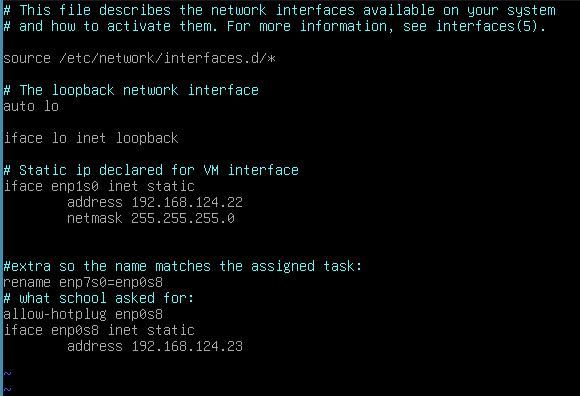 # This file describes the network interfaces available on your system
# and how to activate them. For more information, see interfaces(5).
source /etc/network/interfaces.d/*
# The loopback network interface
auto lo
iface lo inet loopback
# Static ip declared for VM interface
iface enp1s0 inet static
address 192.168.124.22
netmask 255.255.255.0
#extra so the name matches the assigned task:
rename enp7s0=enp0s8
# what school asked for:
allow-hotplug enp0s8
iface enp0s8 inet static
address 192.168.124.23
~
~